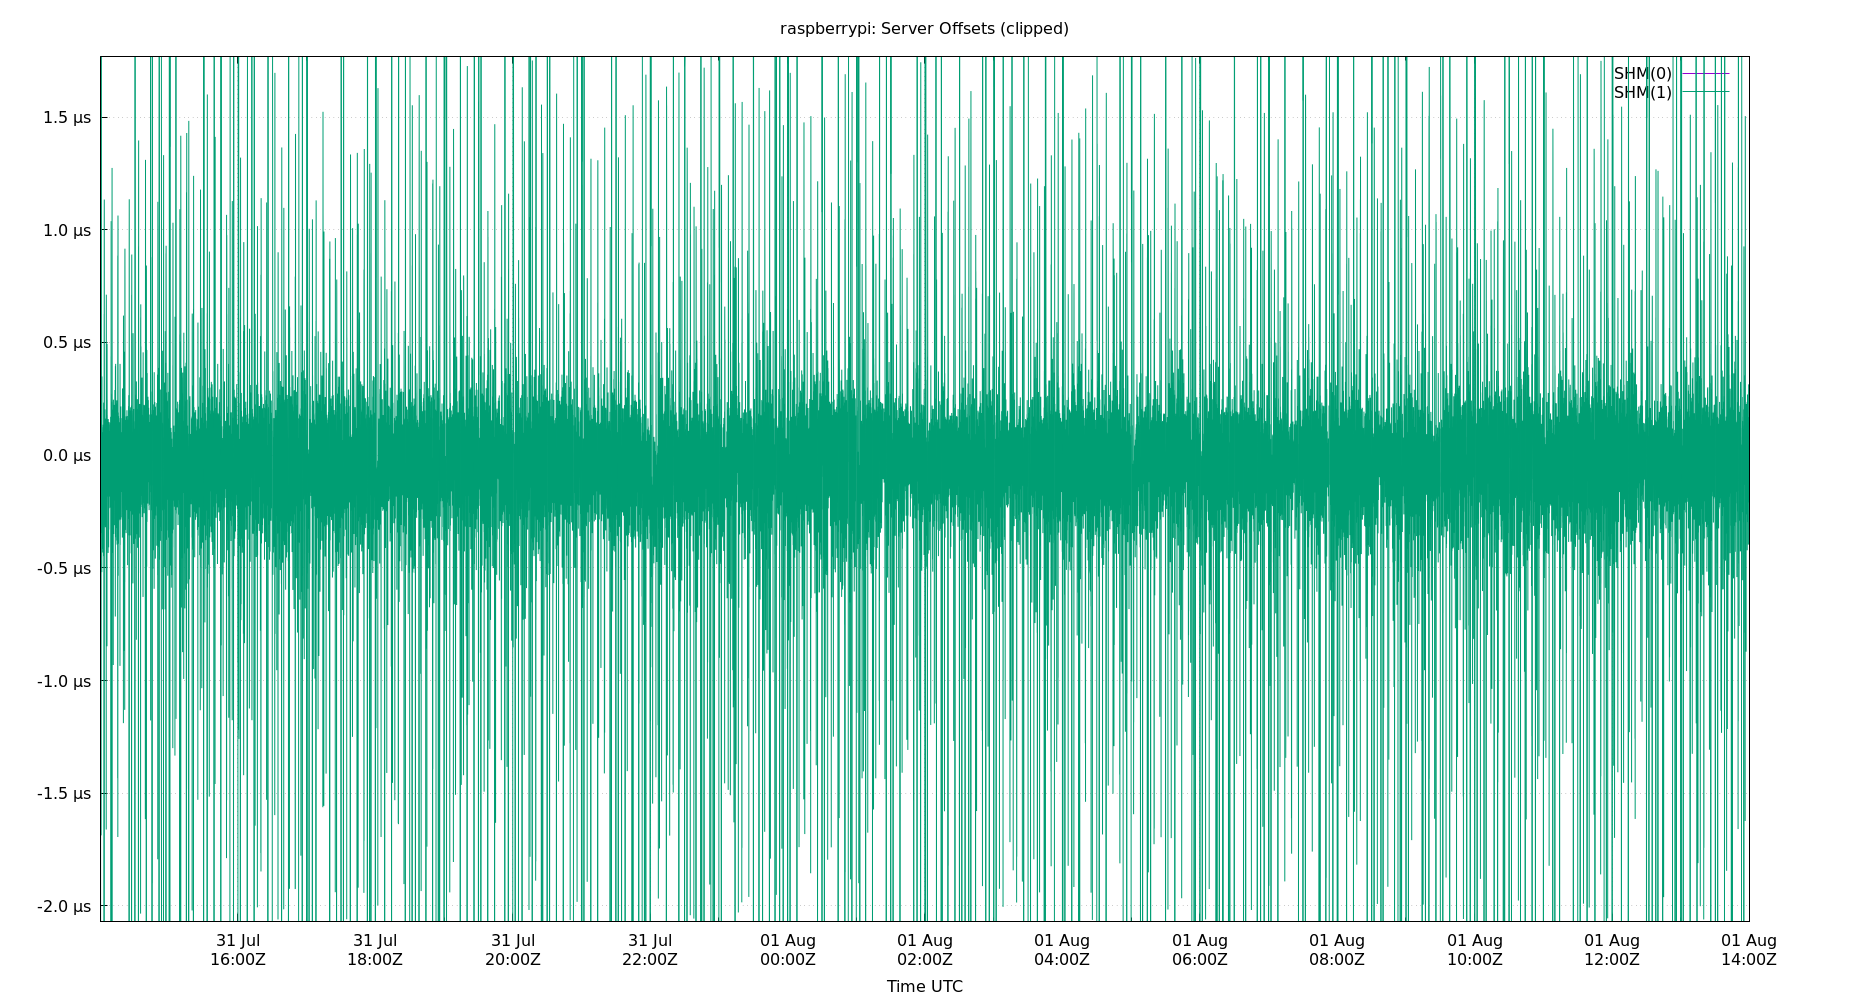 raspberrypi: Server Offsets (clipped)
SHM(0)
SHM(1)
1.5 µs
1.0 µs
0.5 µs
0.0 µs
-0.5 µs
-1.0 µs
-1.5 µs
-2.0 µs
31 Jul 31 Jul 31 Jul 31 Jul 01 Aug 01 Aug 01 Aug 01 Aug 01 Aug 01 Aug 01 Aug 01 Aug
16:00Z 18:00Z 20:00Z 22:00Z 00:00Z 02:00Z 04:00Z 06:00Z 08:00Z 10:00Z 12:00Z 14:00Z
Time UTC